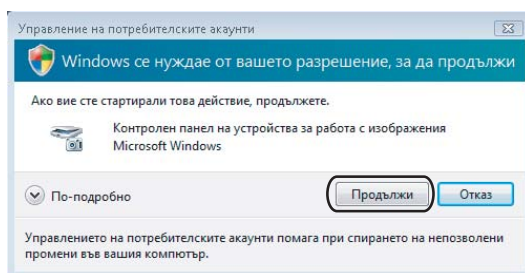 Управление на потребителските акаунти
Windows се нуждае от вашето разрешение, за да продължи
Ако вие сте стартирали това действие, продължете.
Контролен панел на устройства за работа с изображения
Microsoft Windows
По-подробно
Продължи
Отказ
Управлението на потребителските акаунти помага при спирането на непозволени
промени във вашия компютър.